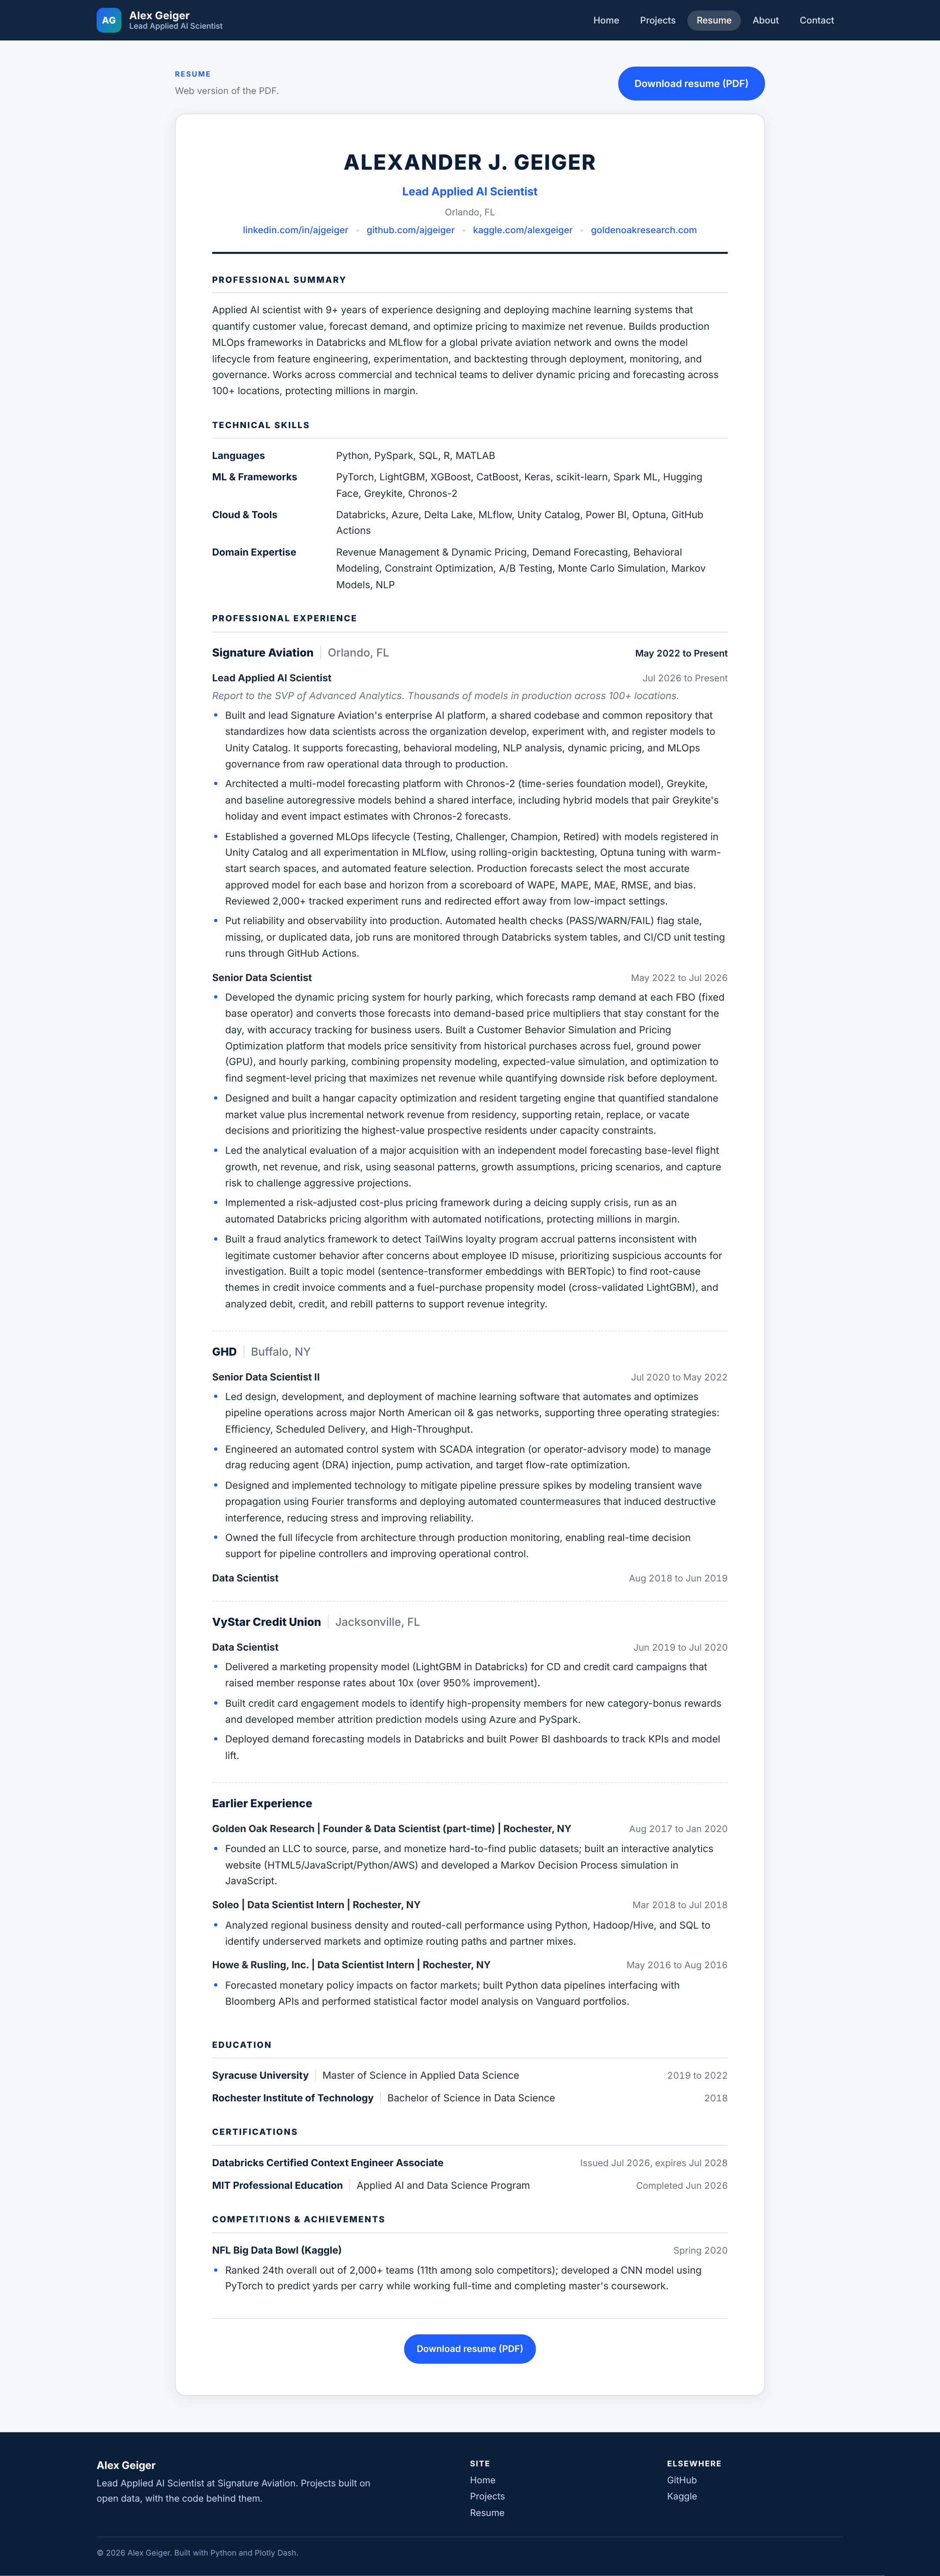 AG
Alex Geiger
Lead Applied AI Scientist
Home Projects Resume About Contact
RESUME
Web version of the PDF.
Download resume (PDF)
ALEXANDER J. GEIGER
Lead Applied AI Scientist
Orlando, FL
linkedin.com/in/ajgeiger • github.com/ajgeiger • kaggle.com/alexgeiger • goldenoakresearch.com
PROFESSIONAL SUMMARY
Applied AI scientist with 9+ years of experience designing and deploying machine learning systems that
quantify customer value, forecast demand, and optimize pricing to maximize net revenue. Builds production
MLOps frameworks in Databricks and MLflow for a global private aviation network and owns the model
lifecycle from feature engineering, experimentation, and backtesting through deployment, monitoring, and
governance. Works across commercial and technical teams to deliver dynamic pricing and forecasting across
100+ locations, protecting millions in margin.
TECHNICAL SKILLS
Languages Python, PySpark, SQL, R, MATLAB
ML & Frameworks PyTorch, LightGBM, XGBoost, CatBoost, Keras, scikit-learn, Spark ML, Hugging
Face, Greykite, Chronos-2
Cloud & Tools Databricks, Azure, Delta Lake, MLflow, Unity Catalog, Power BI, Optuna, GitHub
Actions
Domain Expertise Revenue Management & Dynamic Pricing, Demand Forecasting, Behavioral
Modeling, Constraint Optimization, A/B Testing, Monte Carlo Simulation, Markov
Models, NLP
PROFESSIONAL EXPERIENCE
Signature Aviation | Orlando, FL May 2022 to Present
Lead Applied AI Scientist Jul 2026 to Present
Report to the SVP of Advanced Analytics. Thousands of models in production across 100+ locations.
• Built and lead Signature Aviation's enterprise AI platform, a shared codebase and common repository that
standardizes how data scientists across the organization develop, experiment with, and register models to
Unity Catalog. It supports forecasting, behavioral modeling, NLP analysis, dynamic pricing, and MLOps
governance from raw operational data through to production.
• Architected a multi-model forecasting platform with Chronos-2 (time-series foundation model), Greykite,
and baseline autoregressive models behind a shared interface, including hybrid models that pair Greykite's
holiday and event impact estimates with Chronos-2 forecasts.
• Established a governed MLOps lifecycle (Testing, Challenger, Champion, Retired) with models registered in
Unity Catalog and all experimentation in MLflow, using rolling-origin backtesting, Optuna tuning with warm-
start search spaces, and automated feature selection. Production forecasts select the most accurate
approved model for each base and horizon from a scoreboard of WAPE, MAPE, MAE, RMSE, and bias.
Reviewed 2,000+ tracked experiment runs and redirected effort away from low-impact settings.
• Put reliability and observability into production. Automated health checks (PASS/WARN/FAIL) flag stale,
missing, or duplicated data, job runs are monitored through Databricks system tables, and CI/CD unit testing
runs through GitHub Actions.
Senior Data Scientist May 2022 to Jul 2026
• Developed the dynamic pricing system for hourly parking, which forecasts ramp demand at each FBO (fixed
base operator) and converts those forecasts into demand-based price multipliers that stay constant for the
day, with accuracy tracking for business users. Built a Customer Behavior Simulation and Pricing
Optimization platform that models price sensitivity from historical purchases across fuel, ground power
(GPU), and hourly parking, combining propensity modeling, expected-value simulation, and optimization to
find segment-level pricing that maximizes net revenue while quantifying downside risk before deployment.
• Designed and built a hangar capacity optimization and resident targeting engine that quantified standalone
market value plus incremental network revenue from residency, supporting retain, replace, or vacate
decisions and prioritizing the highest-value prospective residents under capacity constraints.
• Led the analytical evaluation of a major acquisition with an independent model forecasting base-level flight
growth, net revenue, and risk, using seasonal patterns, growth assumptions, pricing scenarios, and capture
risk to challenge aggressive projections.
• Implemented a risk-adjusted cost-plus pricing framework during a deicing supply crisis, run as an
automated Databricks pricing algorithm with automated notifications, protecting millions in margin.
• Built a fraud analytics framework to detect TailWins loyalty program accrual patterns inconsistent with
legitimate customer behavior after concerns about employee ID misuse, prioritizing suspicious accounts for
investigation. Built a topic model (sentence-transformer embeddings with BERTopic) to find root-cause
themes in credit invoice comments and a fuel-purchase propensity model (cross-validated LightGBM), and
analyzed debit, credit, and rebill patterns to support revenue integrity.
GHD | Buffalo, NY
Senior Data Scientist II Jul 2020 to May 2022
• Led design, development, and deployment of machine learning software that automates and optimizes
pipeline operations across major North American oil & gas networks, supporting three operating strategies:
Efficiency, Scheduled Delivery, and High-Throughput.
• Engineered an automated control system with SCADA integration (or operator-advisory mode) to manage
drag reducing agent (DRA) injection, pump activation, and target flow-rate optimization.
• Designed and implemented technology to mitigate pipeline pressure spikes by modeling transient wave
propagation using Fourier transforms and deploying automated countermeasures that induced destructive
interference, reducing stress and improving reliability.
• Owned the full lifecycle from architecture through production monitoring, enabling real-time decision
support for pipeline controllers and improving operational control.
Data Scientist Aug 2018 to Jun 2019
VyStar Credit Union | Jacksonville, FL
Data Scientist Jun 2019 to Jul 2020
• Delivered a marketing propensity model (LightGBM in Databricks) for CD and credit card campaigns that
raised member response rates about 10x (over 950% improvement).
• Built credit card engagement models to identify high-propensity members for new category-bonus rewards
and developed member attrition prediction models using Azure and PySpark.
• Deployed demand forecasting models in Databricks and built Power BI dashboards to track KPIs and model
lift.
Earlier Experience
Golden Oak Research | Founder & Data Scientist (part-time) | Rochester, NY Aug 2017 to Jan 2020
• Founded an LLC to source, parse, and monetize hard-to-find public datasets; built an interactive analytics
website (HTML5/JavaScript/Python/AWS) and developed a Markov Decision Process simulation in
JavaScript.
Soleo | Data Scientist Intern | Rochester, NY Mar 2018 to Jul 2018
• Analyzed regional business density and routed-call performance using Python, Hadoop/Hive, and SQL to
identify underserved markets and optimize routing paths and partner mixes.
Howe & Rusling, Inc. | Data Scientist Intern | Rochester, NY May 2016 to Aug 2016
• Forecasted monetary policy impacts on factor markets; built Python data pipelines interfacing with
Bloomberg APIs and performed statistical factor model analysis on Vanguard portfolios.
EDUCATION
Syracuse University | Master of Science in Applied Data Science 2019 to 2022
Rochester Institute of Technology | Bachelor of Science in Data Science 2018
CERTIFICATIONS
Databricks Certified Context Engineer Associate Issued Jul 2026, expires Jul 2028
MIT Professional Education | Applied AI and Data Science Program Completed Jun 2026
COMPETITIONS & ACHIEVEMENTS
NFL Big Data Bowl (Kaggle) Spring 2020
• Ranked 24th overall out of 2,000+ teams (11th among solo competitors); developed a CNN model using
PyTorch to predict yards per carry while working full-time and completing master's coursework.
Download resume (PDF)
Alex Geiger
Lead Applied AI Scientist at Signature Aviation. Projects built on
open data, with the code behind them.
SITE
Home
Projects
Resume
ELSEWHERE
GitHub
Kaggle
© 2026 Alex Geiger. Built with Python and Plotly Dash.